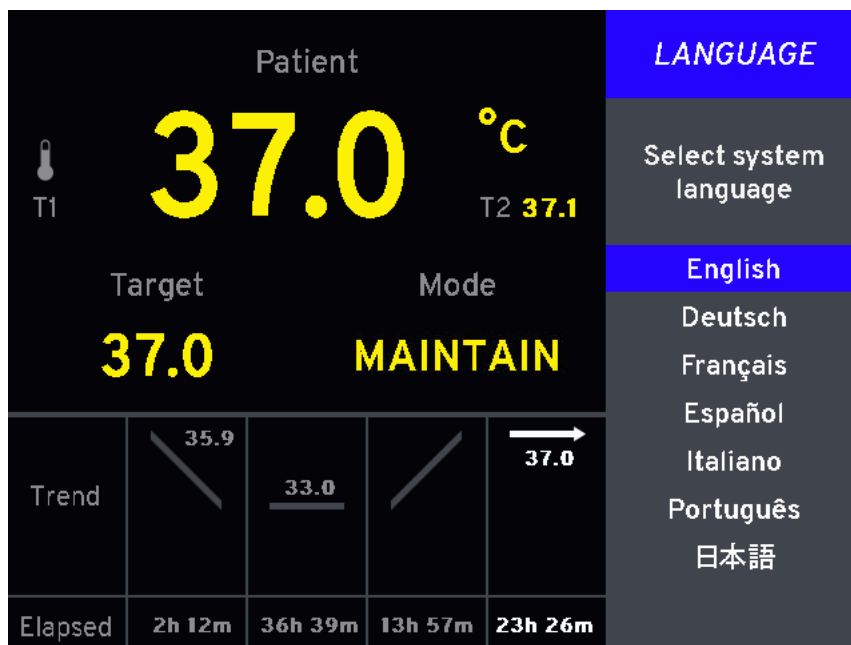 Patient
37.0 °C
T1
T2 37.1
Target
Mode
37.0
MAINTAIN
Trend
35.9
33.0
37.0
Elapsed
2h 12m
36h 39m
13h 57m
23h 26m
LANGUAGE
Select system
language
English
Deutsch
Français
Español
Italiano
Português
日本語